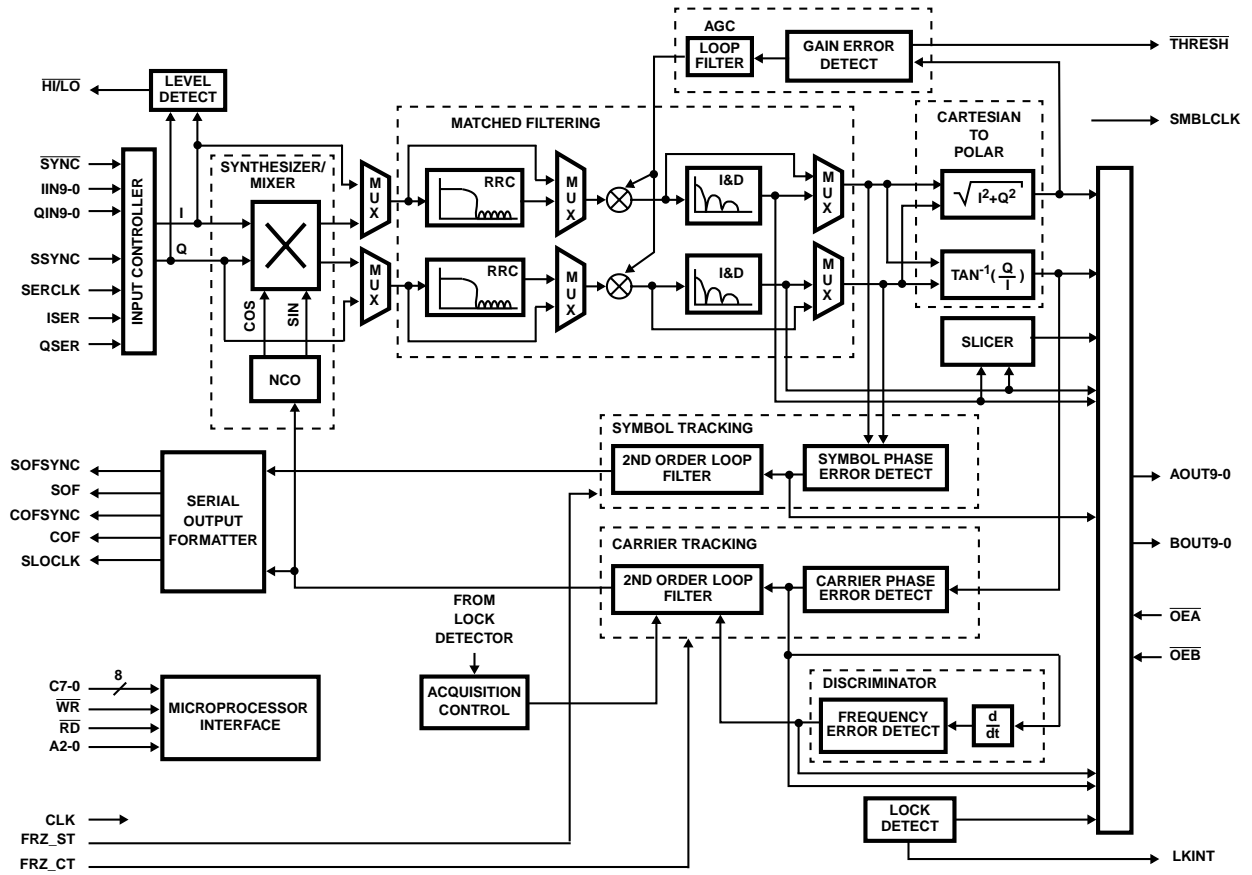 AGC
LOOP
FILTER
GAIN ERROR
DETECT
THRESH
HI/LO
LEVEL
DETECT
SMBLCLK
MATCHED FILTERING
CARTESIAN
TO
POLAR
SYNC
IIN9-0
QIN9-0
SSYNC
SERCLK
ISER
QSER
INPUT CONTROLLER
I
Q
SYNTHESIZER/
MIXER
COS
SIN
NCO
MUX
MUX
RRC
RRC
MUX
MUX
I&D
I&D
MUX
MUX
√I²+Q²
TAN⁻¹(Q/I)
SLICER
SYMBOL TRACKING
2ND ORDER LOOP
FILTER
SYMBOL PHASE
ERROR DETECT
SOFSYNC
SOF
COFSYNC
COF
SLOCLK
SERIAL
OUTPUT
FORMATTER
AOUT9-0
BOUT9-0
OEA
OEB
CARRIER TRACKING
2ND ORDER LOOP
FILTER
CARRIER PHASE
ERROR DETECT
FROM
LOCK
DETECTOR
ACQUISITION
CONTROL
DISCRIMINATOR
FREQUENCY
ERROR DETECT
d
dt
C7-0
8
WR
RD
A2-0
MICROPROCESSOR
INTERFACE
CLK
FRZ_ST
FRZ_CT
LOCK
DETECT
LKINT